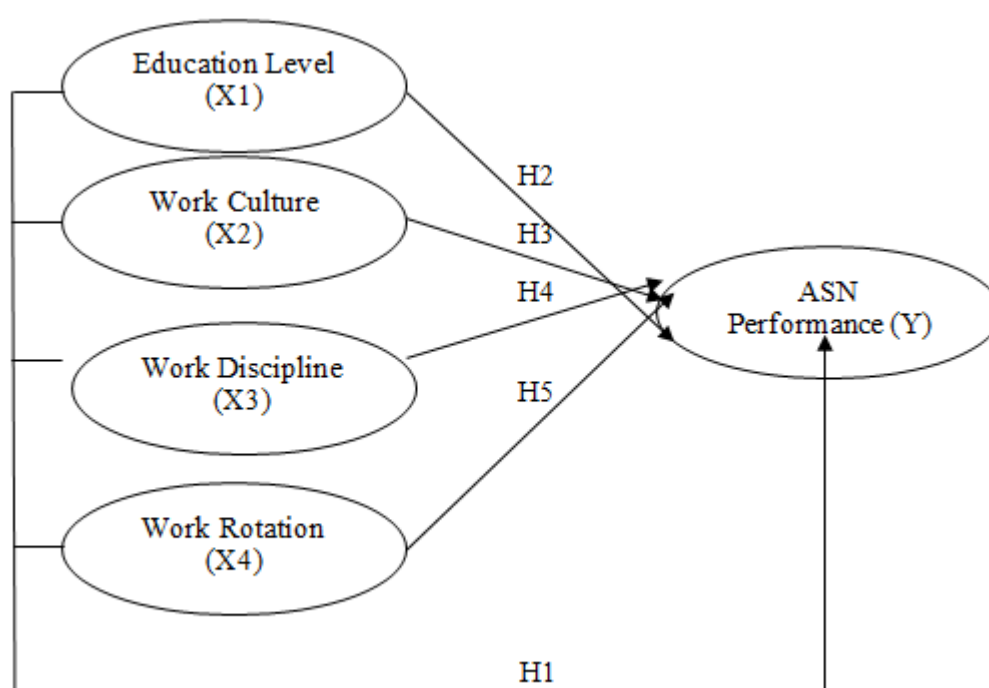 Education Level
(X1)
Work Culture
(X2)
Work Discipline
(X3)
Work Rotation
(X4)
H2
H3
H4
H5
ASN
Performance (Y)
H1